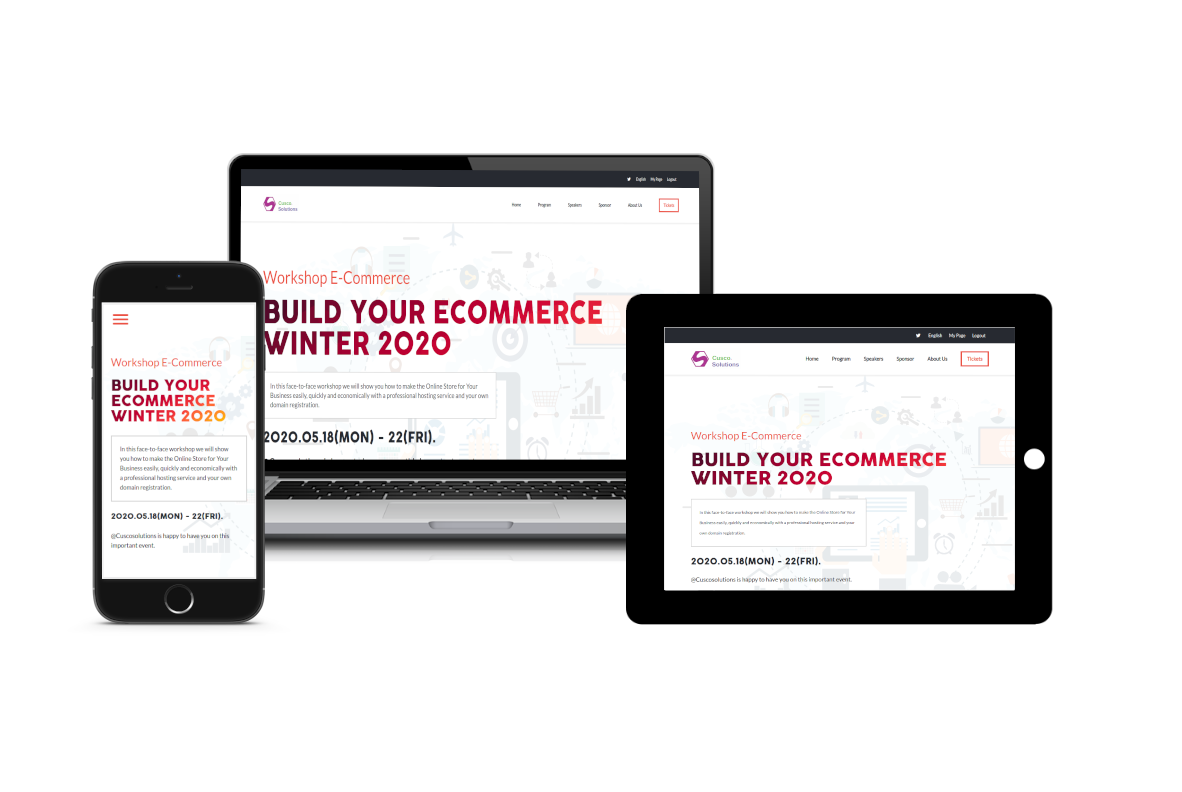 English My Page Logout
Cusco.
Solutions
Home Program Speakers Sponsor About Us Tickets
Workshop E-Commerce
BUILD YOUR ECOMMERCE
WINTER 2020
In this face-to-face workshop we will show you how to make the Online Store for Your
Business easily, quickly and economically with a professional hosting service and your own
domain registration.
2020.05.18(MON) - 22(FRI).
Workshop E-Commerce
BUILD YOUR
ECOMMERCE
WINTER 2020
In this face-to-face workshop we will show
you how to make the Online Store for Your
Business easily, quickly and economically with
a professional hosting service and your own
domain registration.
2020.05.18(MON) - 22(FRI).
@Cuscosolutions is happy to have you on this
important event.
English My Page Logout
Cusco.
Solutions
Home Program Speakers Sponsor About Us Tickets
Workshop E-Commerce
BUILD YOUR ECOMMERCE
WINTER 2020
In this face-to-face workshop we will show you how to make the Online Store for Your
Business easily, quickly and economically with a professional hosting service and your
own domain registration.
2020.05.18(MON) - 22(FRI).
@Cuscosolutions is happy to have you on this important event.